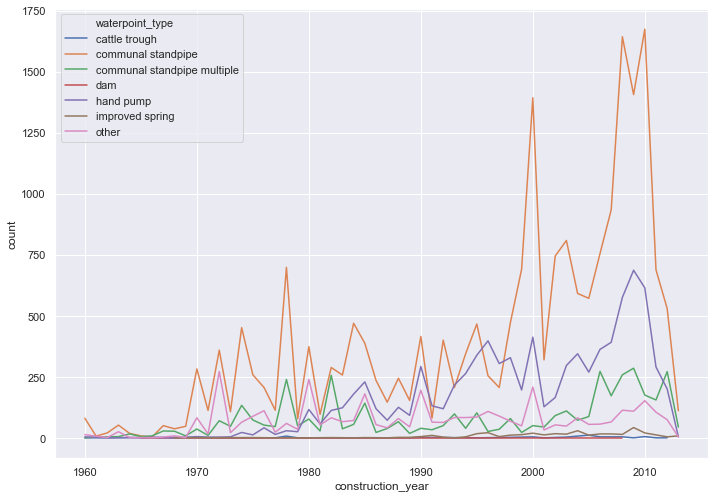 waterpoint_type
cattle trough
communal standpipe
communal standpipe multiple
dam
hand pump
improved spring
other
1750
1500
1250
1000
750
500
250
0
count
1960 1970 1980 1990 2000 2010
construction_year